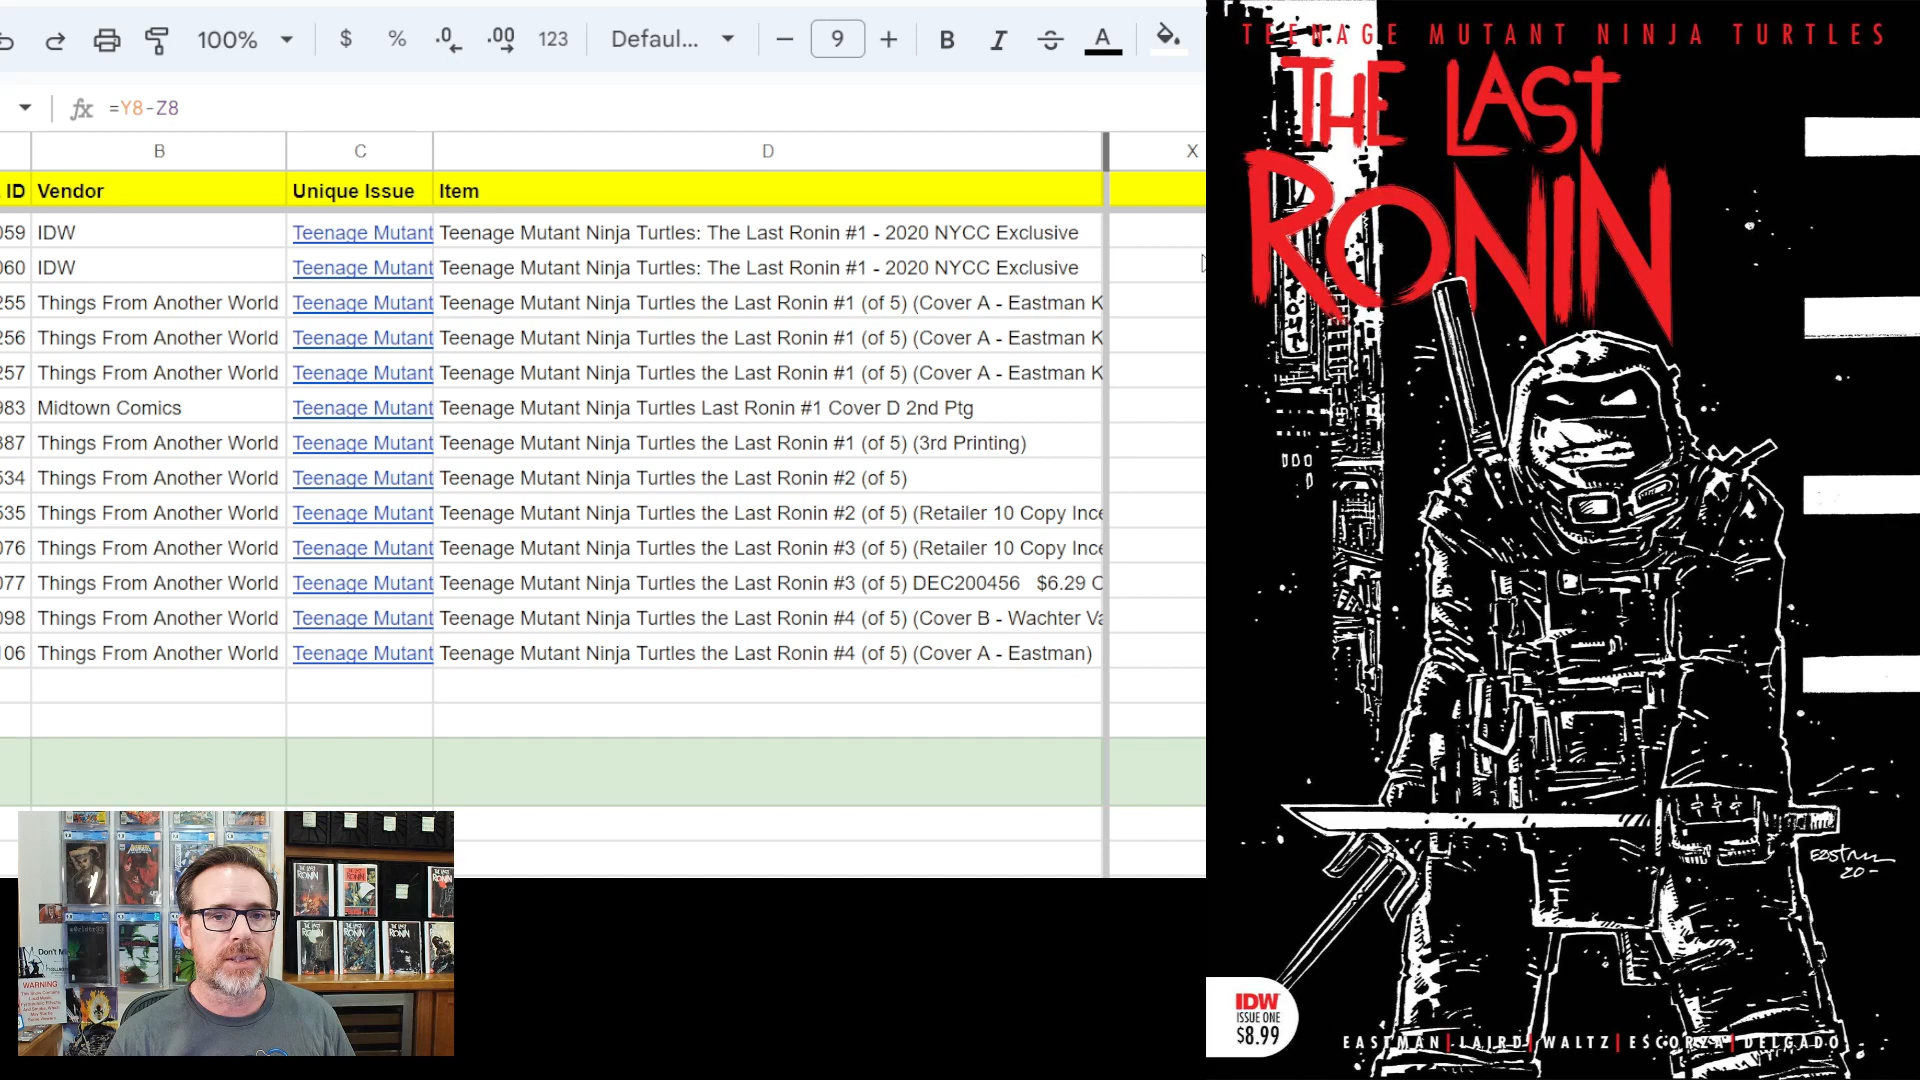 100%
$ % .0 .00 123
Defaul...
9
B I S A
fx =Y8-Z8
B C D X
ID Vendor Unique Issue Item
059 IDW Teenage Mutant Teenage Mutant Ninja Turtles: The Last Ronin #1 - 2020 NYCC Exclusive
060 IDW Teenage Mutant Teenage Mutant Ninja Turtles: The Last Ronin #1 - 2020 NYCC Exclusive
255 Things From Another World Teenage Mutant Teenage Mutant Ninja Turtles the Last Ronin #1 (of 5) (Cover A - Eastman K
256 Things From Another World Teenage Mutant Teenage Mutant Ninja Turtles the Last Ronin #1 (of 5) (Cover A - Eastman K
257 Things From Another World Teenage Mutant Teenage Mutant Ninja Turtles the Last Ronin #1 (of 5) (Cover A - Eastman K
983 Midtown Comics Teenage Mutant Teenage Mutant Ninja Turtles Last Ronin #1 Cover D 2nd Ptg
387 Things From Another World Teenage Mutant Teenage Mutant Ninja Turtles the Last Ronin #1 (of 5) (3rd Printing)
534 Things From Another World Teenage Mutant Teenage Mutant Ninja Turtles the Last Ronin #2 (of 5)
535 Things From Another World Teenage Mutant Teenage Mutant Ninja Turtles the Last Ronin #2 (of 5) (Retailer 10 Copy Ince
076 Things From Another World Teenage Mutant Teenage Mutant Ninja Turtles the Last Ronin #3 (of 5) (Retailer 10 Copy Ince
077 Things From Another World Teenage Mutant Teenage Mutant Ninja Turtles the Last Ronin #3 (of 5) DEC200456 $6.29 C
098 Things From Another World Teenage Mutant Teenage Mutant Ninja Turtles the Last Ronin #4 (of 5) (Cover B - Wachter Va
106 Things From Another World Teenage Mutant Teenage Mutant Ninja Turtles the Last Ronin #4 (of 5) (Cover A - Eastman)
TEENAGE MUTANT NINJA TURTLES
THE LAST
RONIN
EASTMAN
20-
IDW
ISSUE ONE
$8.99
EASTMAN|LAIRD|WALTZ|ESCORZA|DELGADO
Don't
WARNING